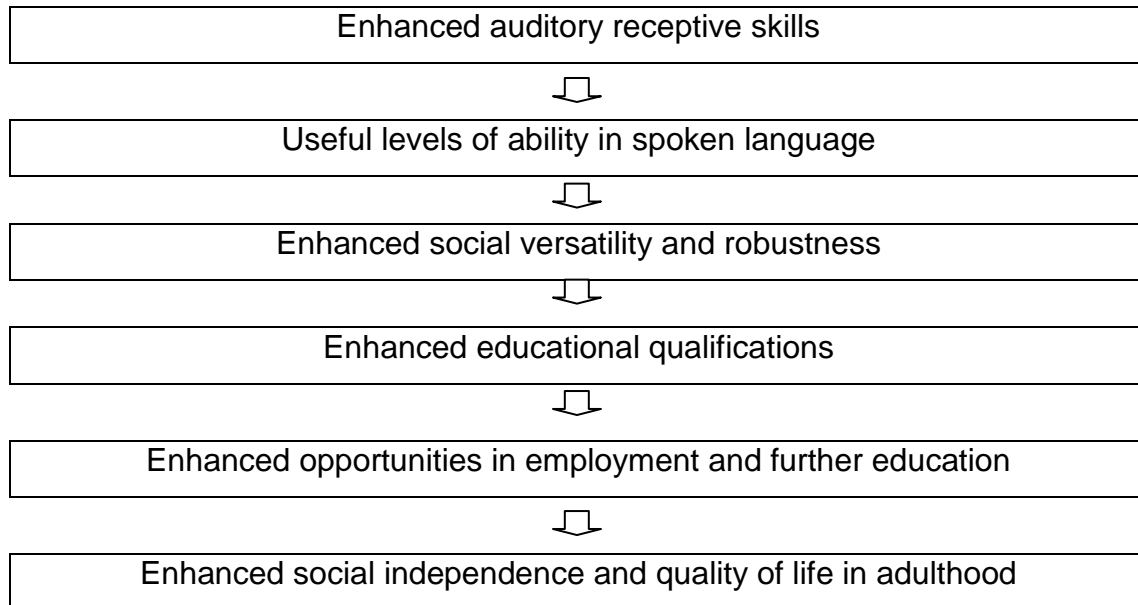 Enhanced auditory receptive skills
Useful levels of ability in spoken language
Enhanced social versatility and robustness
Enhanced educational qualifications
Enhanced opportunities in employment and further education
Enhanced social independence and quality of life in adulthood